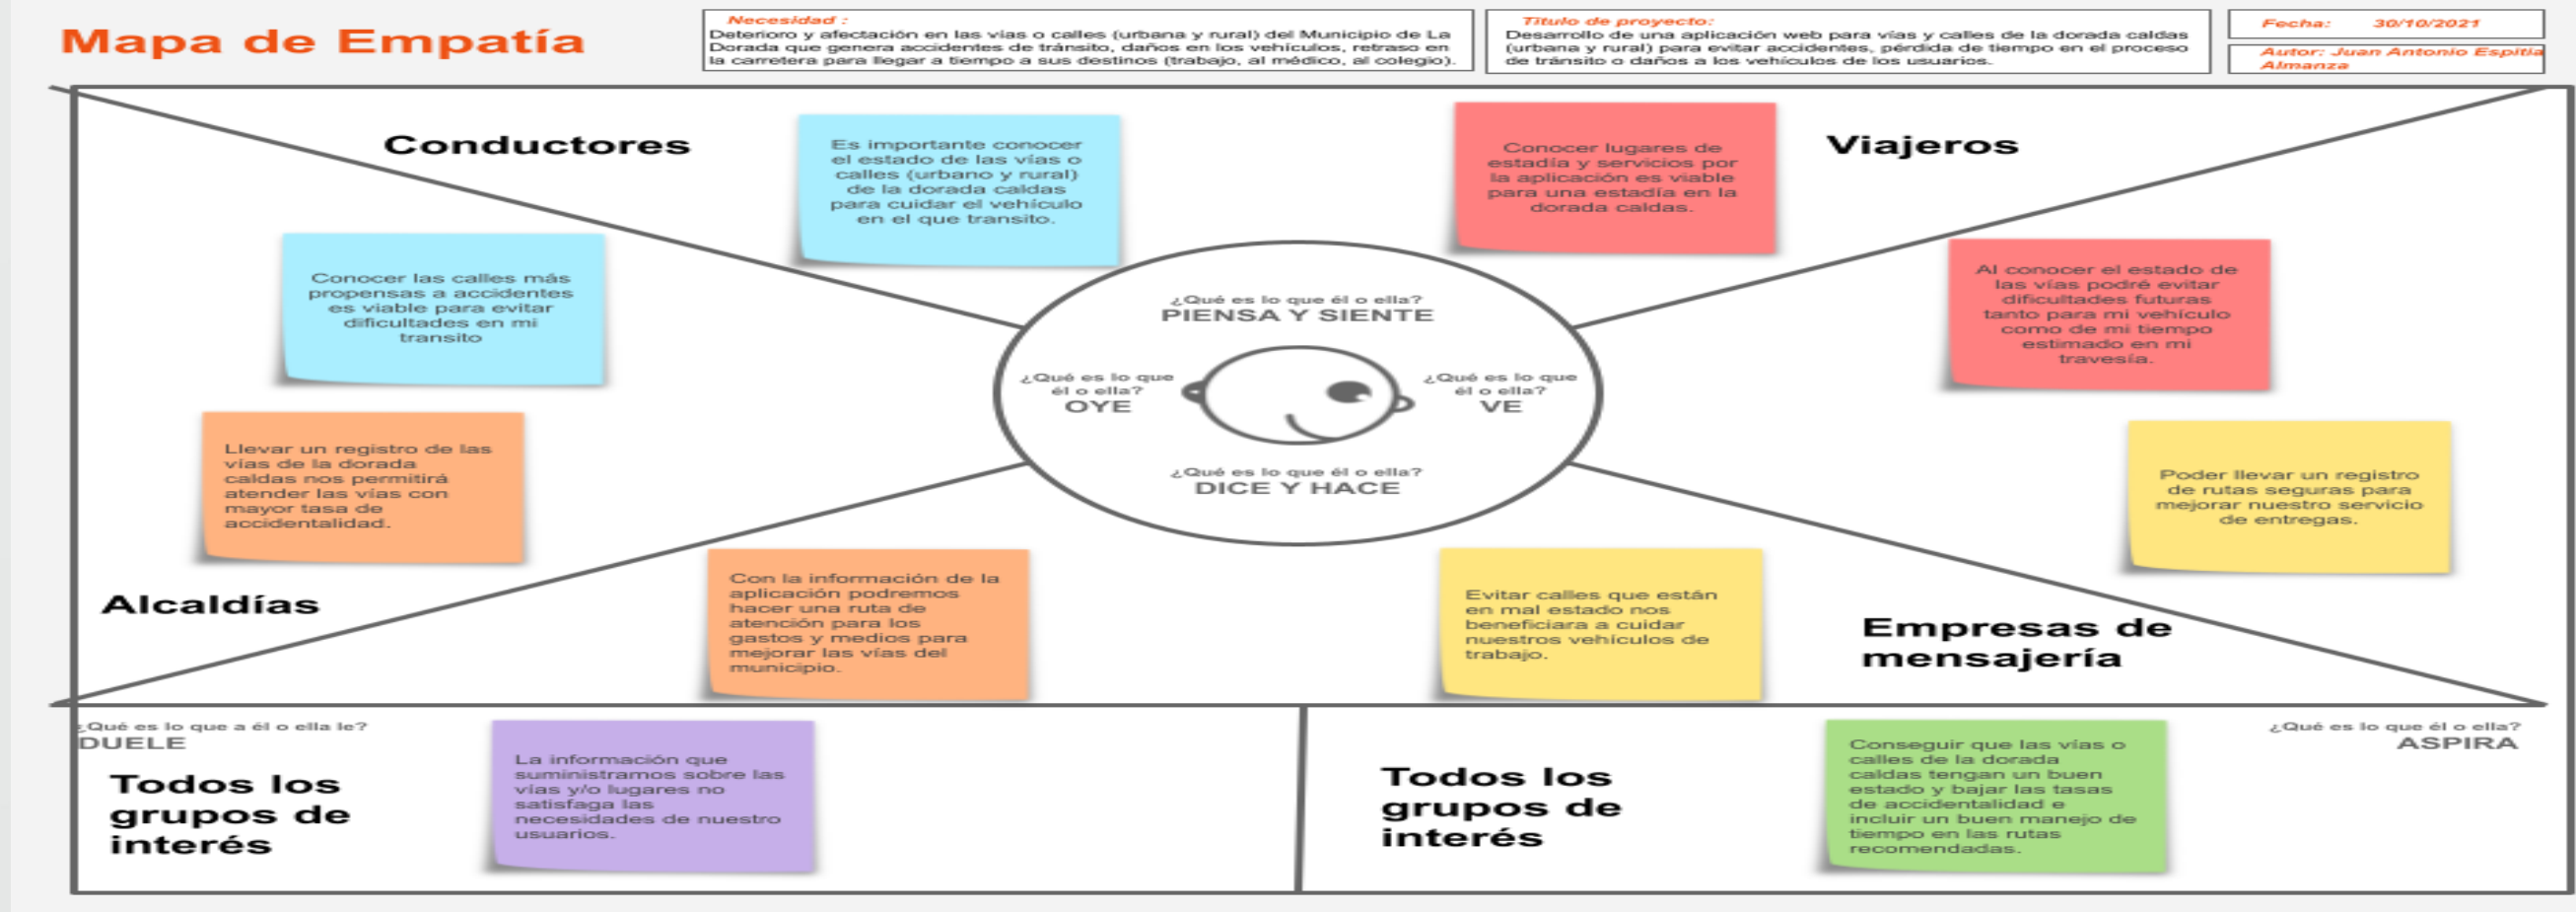 Mapa de Empatía
Necesidad :
Deterioro y afectación en las vías o calles (urbana y rural) del Municipio de La
Dorada que genera accidentes de tránsito, daños en los vehículos, retraso en
la carretera para llegar a tiempo a sus destinos (trabajo, al médico, al colegio).
Título de proyecto:
Desarrollo de una aplicación web para vías y calles de la dorada caldas
(urbana y rural) para evitar accidentes, pérdida de tiempo en el proceso
de tránsito o daños a los vehículos de los usuarios.
Fecha: 30/10/2021
Autor: Juan Antonio Espitia
Almanza
Conductores
Es importante conocer
el estado de las vías o
calles (urbano y rural)
de la dorada caldas
para cuidar el vehículo
en el que transito.
Conocer las calles más
propensas a accidentes
es viable para evitar
dificultades en mi
transito
Viajeros
Conocer lugares de
estadía y servicios por
la aplicación es viable
para una estadía en la
dorada caldas.
Al conocer el estado de
las vías podré evitar
dificultades futuras
tanto para mi vehículo
como de mi tiempo
estimado en mi
travesía.
¿Qué es lo que él o ella?
PIENSA Y SIENTE
¿Qué es lo que
él o ella?
OYE
¿Qué es lo que
él o ella?
VE
¿Qué es lo que él o ella?
DICE Y HACE
Llevar un registro de las
vías de la dorada
caldas nos permitirá
atender las vías con
mayor tasa de
accidentalidad.
Alcaldías
Con la información de la
aplicación podremos
hacer una ruta de
atención para los
gastos y medios para
mejorar las vías del
municipio.
Poder llevar un registro
de rutas seguras para
mejorar nuestro servicio
de entregas.
Evitar calles que están
en mal estado nos
beneficiara a cuidar
nuestros vehículos de
trabajo.
Empresas de
mensajería
¿Qué es lo que a él o ella le?
DUELE
Todos los
grupos de
interés
La información que
suministramos sobre las
vías y/o lugares no
satisfaga las
necesidades de nuestro
usuarios.
Todos los
grupos de
interés
Conseguir que las vías o
calles de la dorada
caldas tengan un buen
estado y bajar las tasas
de accidentalidad e
incluir un buen manejo de
tiempo en las rutas
recomendadas.
¿Qué es lo que él o ella?
ASPIRA